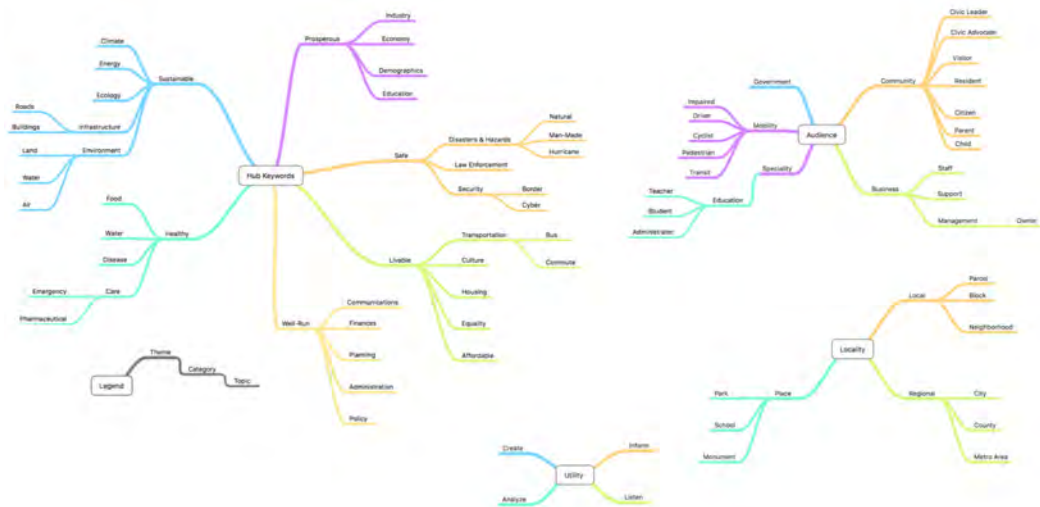 Hub Keywords
Sustainable
Climate
Energy
Ecology
Infrastructure
Roads
Buildings
Environment
Land
Water
Air
Healthy
Food
Water
Disease
Care
Emergency
Pharmaceutical
Prosperous
Industry
Economy
Demographics
Education
Safe
Disasters & Hazards
Natural
Man-Made
Hurricane
Law Enforcement
Security
Border
Cyber
Livable
Transportation
Bus
Commute
Culture
Housing
Equality
Affordable
Well-Run
Communications
Finances
Planning
Administration
Policy
Legend
Theme
Category
Topic
Audience
Government
Mobility
Impaired
Driver
Cyclist
Pedestrian
Transit
Speciality
Education
Teacher
Student
Administrator
Community
Civic Leader
Civic Advocate
Visitor
Resident
Citizen
Parent
Child
Business
Staff
Support
Management
Owner
Locality
Local
Parcel
Block
Neighborhood
Regional
City
County
Metro Area
Place
Park
School
Monument
Utility
Create
Analyze
Inform
Listen